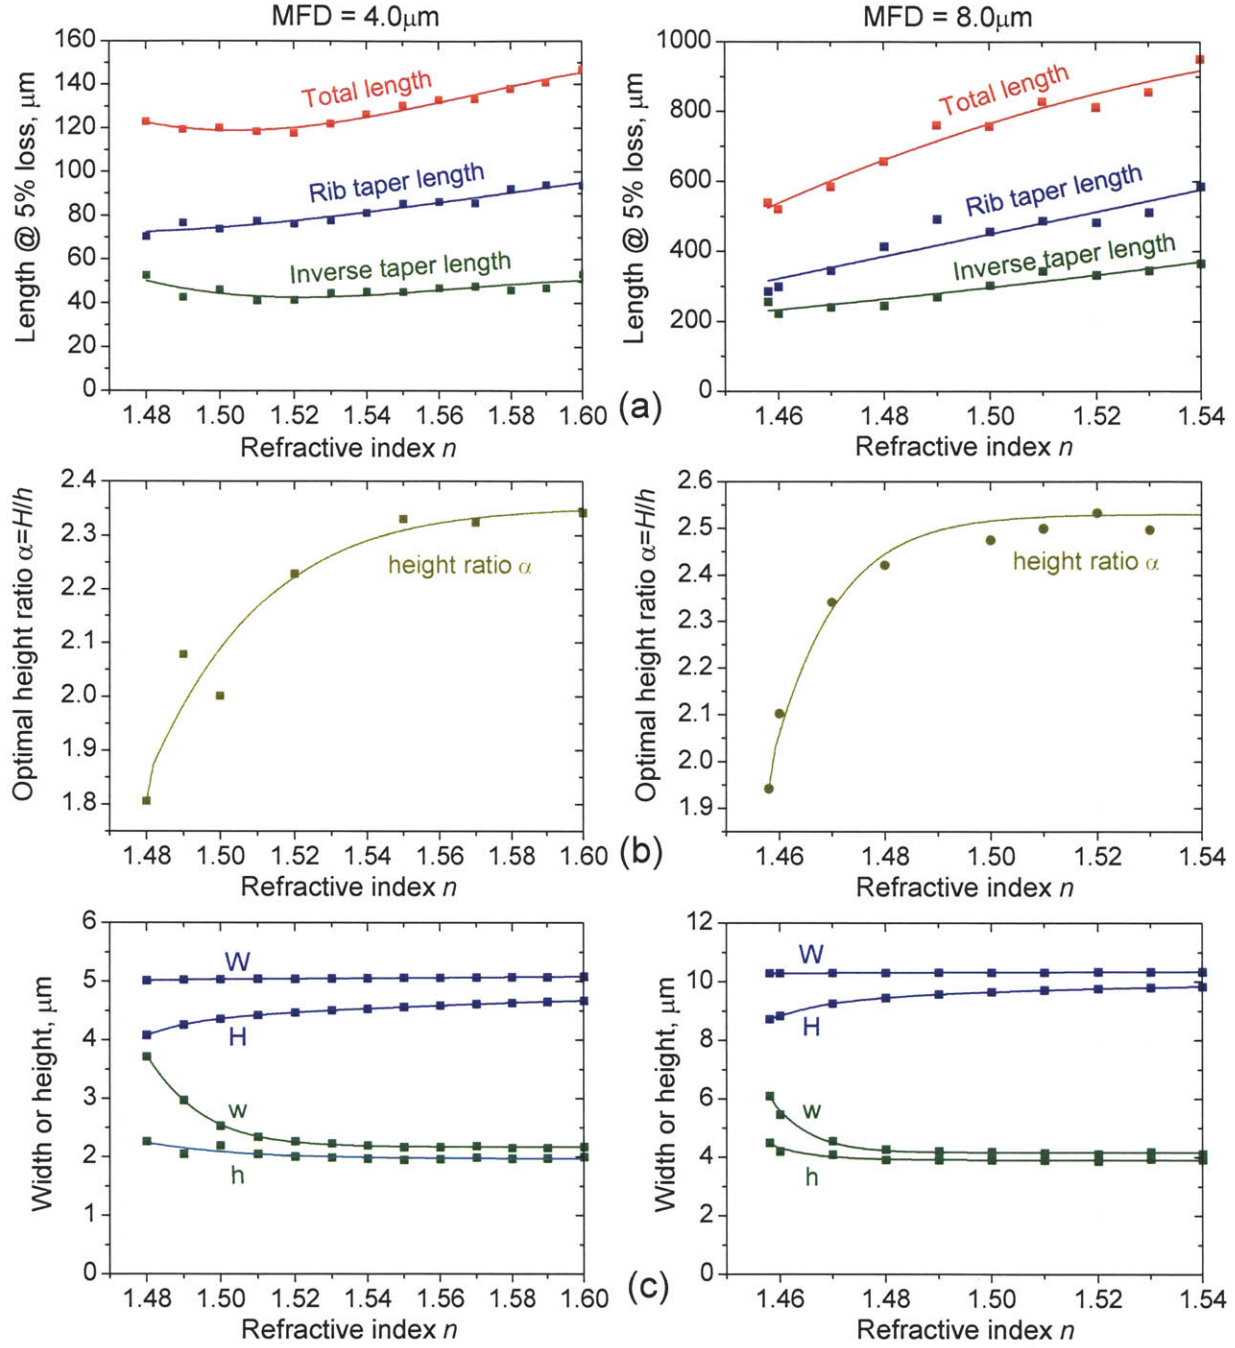 MFD = 4.0μm
MFD = 8.0μm
Length @ 5% loss, μm
160
140
120
100
80
60
40
20
0
Total length
Rib taper length
Inverse taper length
1.48 1.50 1.52 1.54 1.56 1.58 1.60
Refractive index n
(a)
Length @ 5% loss, μm
1000
800
600
400
200
0
Total length
Rib taper length
Inverse taper length
1.46 1.48 1.50 1.52 1.54
Refractive index n
Optimal height ratio α=H/h
2.4
2.3
2.2
2.1
2.0
1.9
1.8
height ratio α
1.48 1.50 1.52 1.54 1.56 1.58 1.60
Refractive index n
(b)
Optimal height ratio α=H/h
2.6
2.5
2.4
2.3
2.2
2.1
2.0
1.9
height ratio α
1.46 1.48 1.50 1.52 1.54
Refractive index n
Width or height, μm
6
5
4
3
2
1
0
W
H
w
h
1.48 1.50 1.52 1.54 1.56 1.58 1.60
Refractive index n
(c)
Width or height, μm
12
10
8
6
4
2
0
W
H
w
h
1.46 1.48 1.50 1.52 1.54
Refractive index n